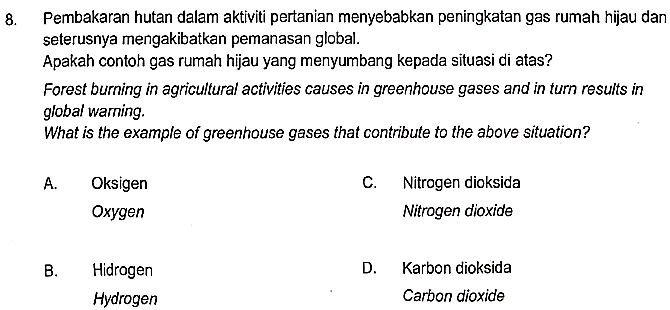 8. Pembakaran hutan dalam aktiviti pertanian menyebabkan peningkatan gas rumah hijau dan
seterusnya mengakibatkan pemanasan global.
Apakah contoh gas rumah hijau yang menyumbang kepada situasi di atas?
Forest burning in agricultural activities causes in greenhouse gases and in turn results in
global warning.
What is the example of greenhouse gases that contribute to the above situation?
A. Oksigen
Oxygen
B. Hidrogen
Hydrogen
C. Nitrogen dioksida
Nitrogen dioxide
D. Karbon dioksida
Carbon dioxide